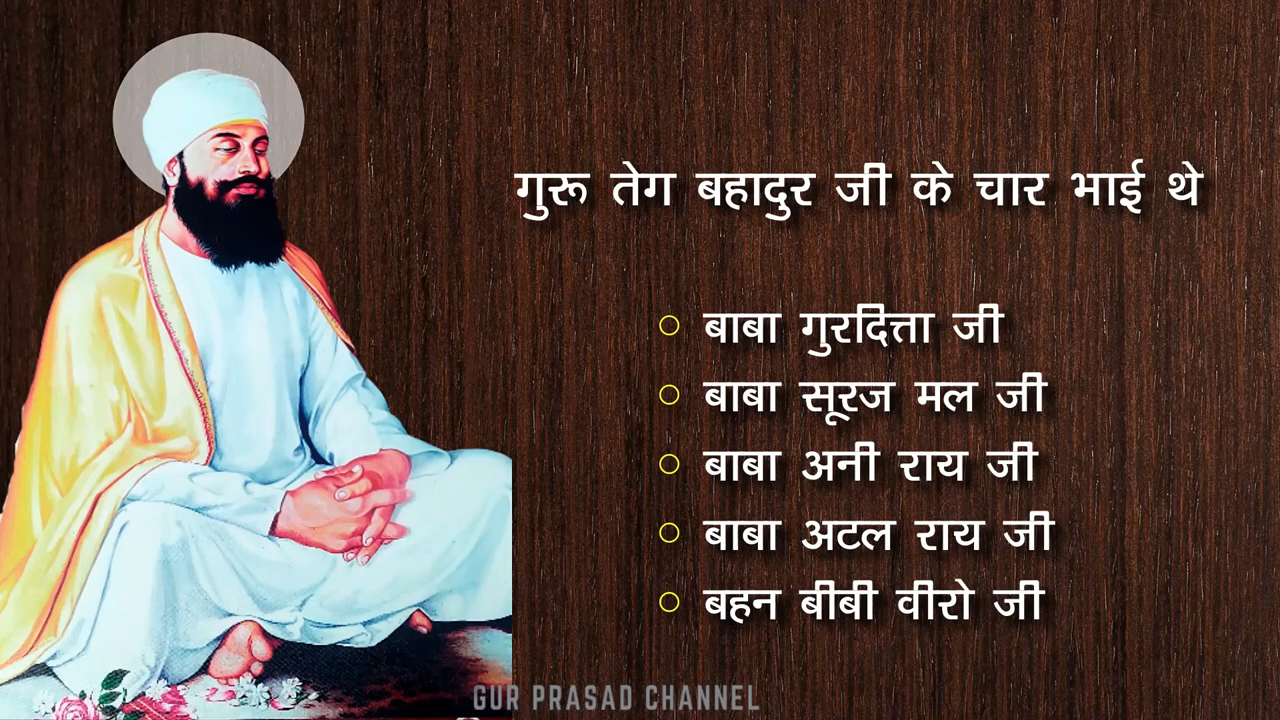 गुरू तेग बहादुर जी के चार भाई थे
बाबा गुरदित्ता जी
बाबा सूरज मल जी
बाबा अनी राय जी
बाबा अटल राय जी
बहन बीबी वीरो जी
GUR PRASAD CHANNEL